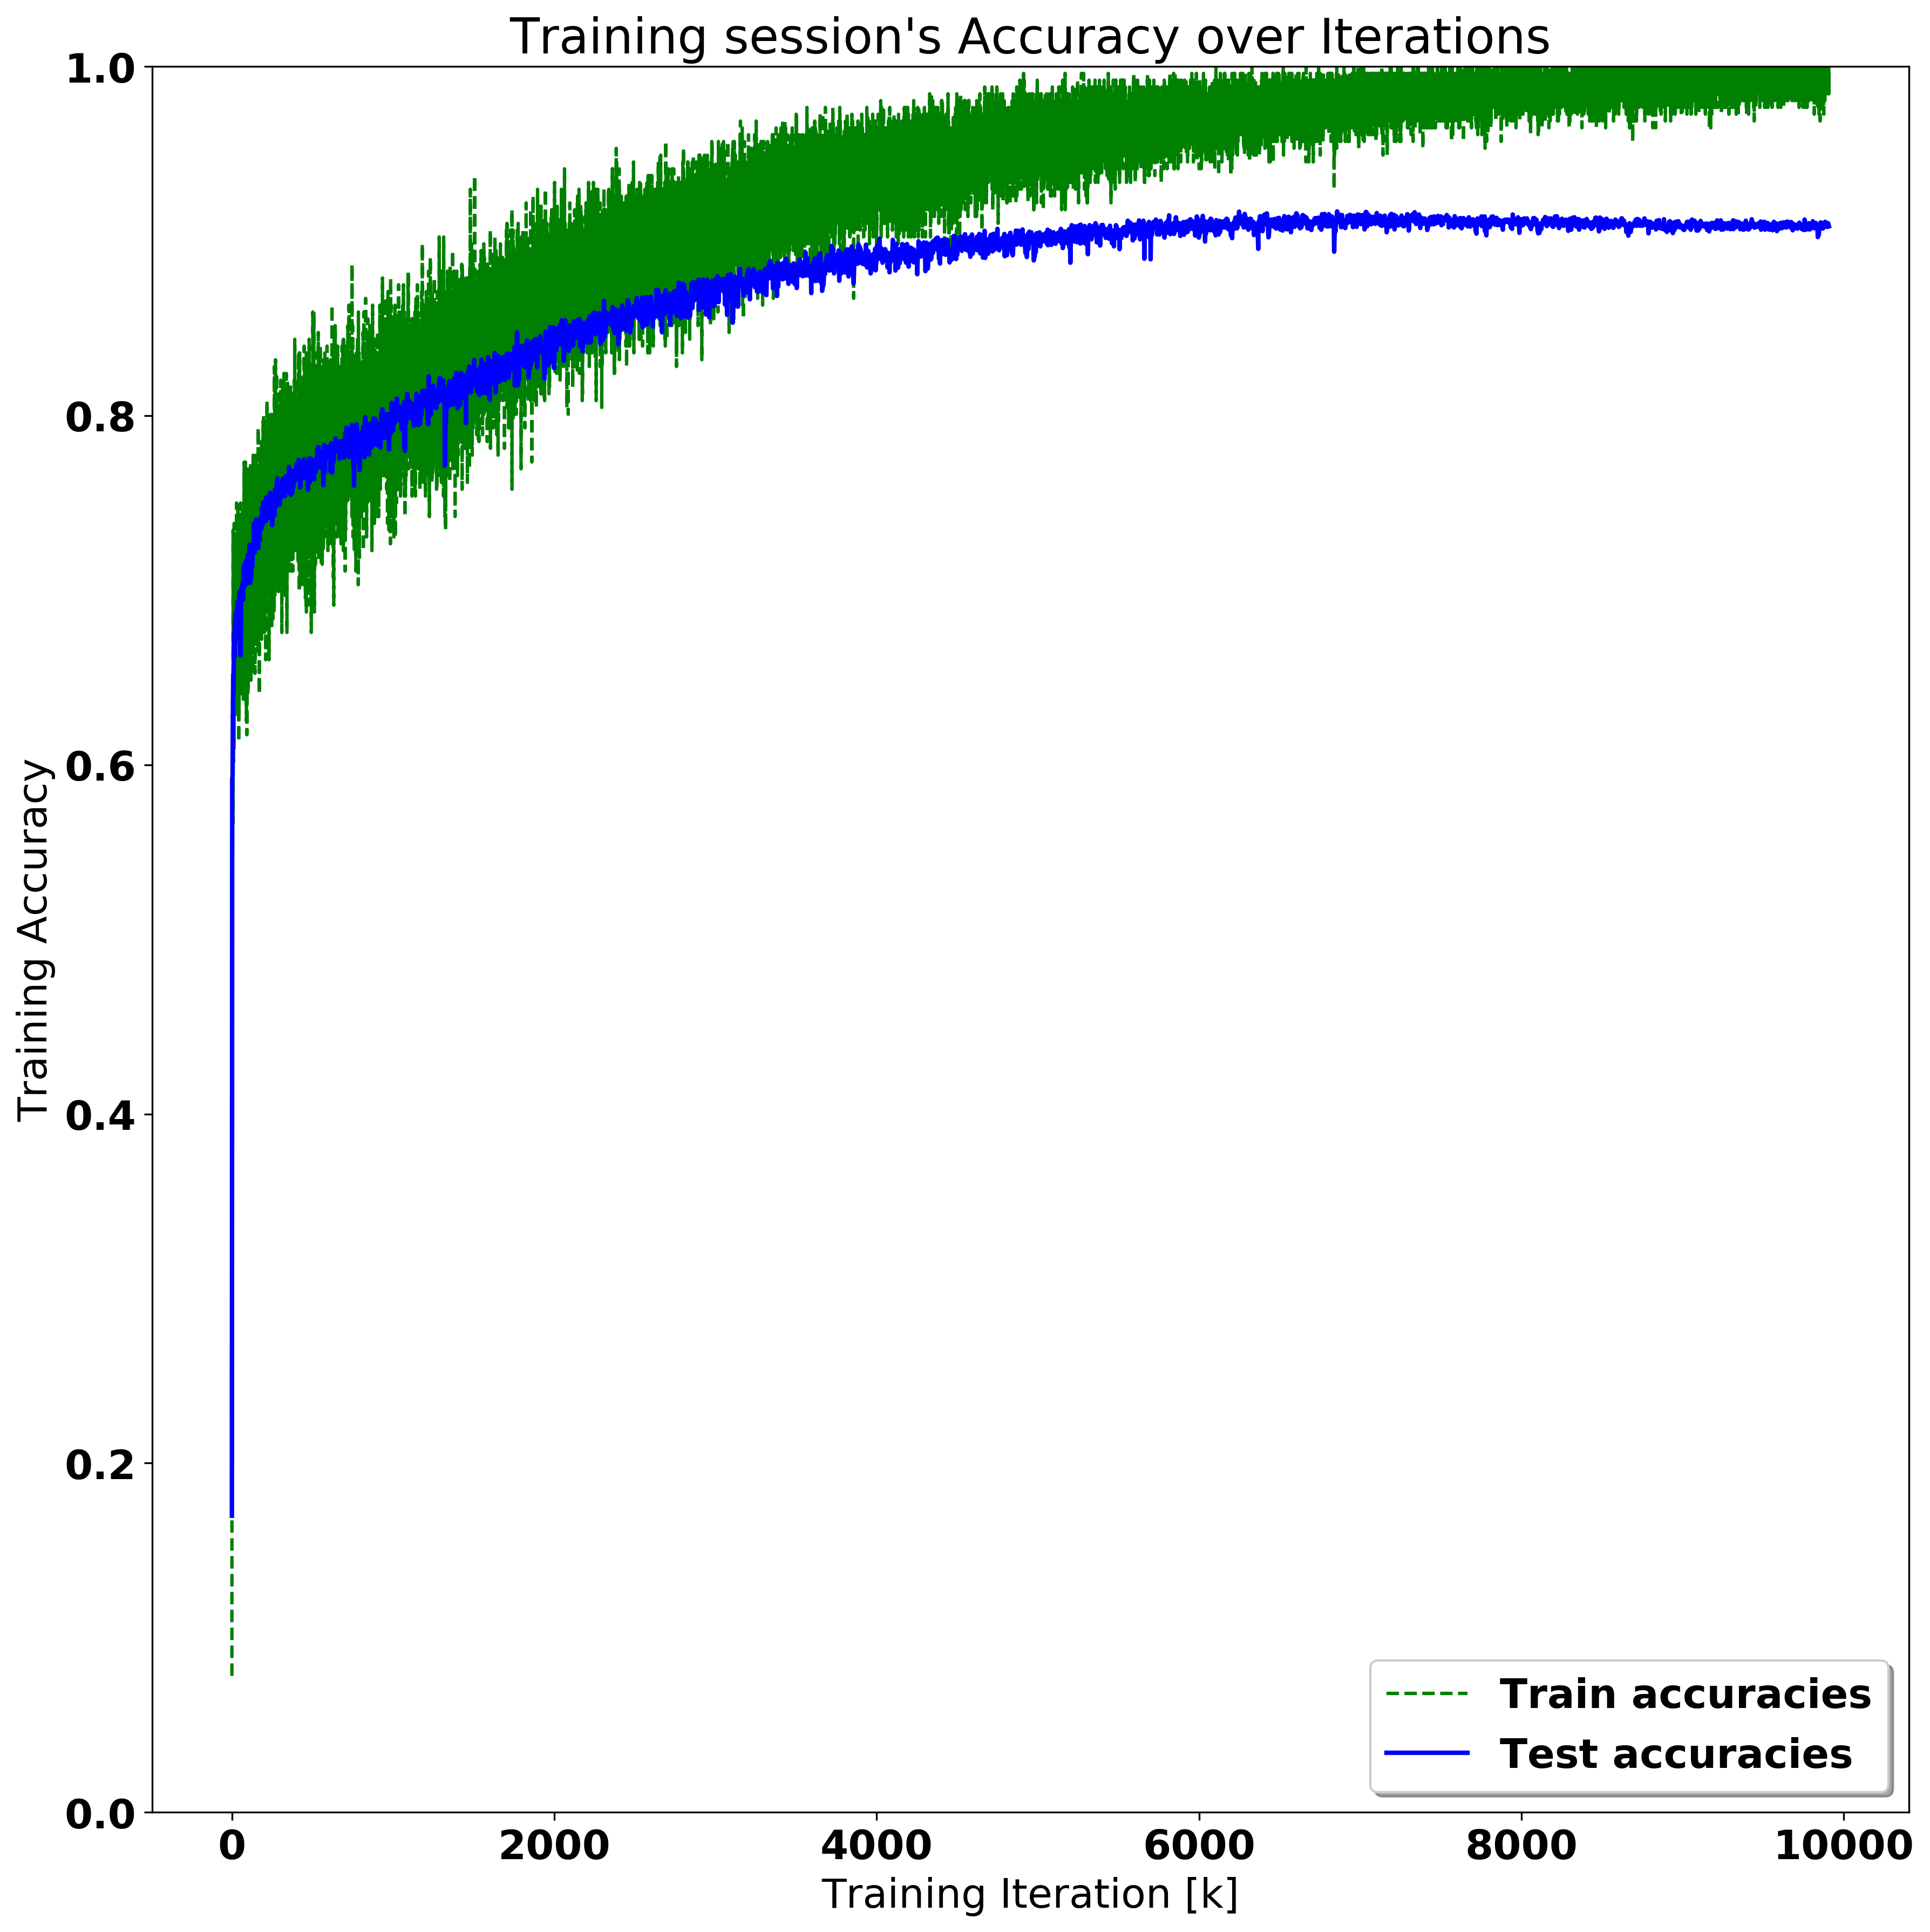 Training session's Accuracy over Iterations
1.0
0.8
0.6
0.4
0.2
0.0
Training Accuracy
Train accuracies
Test accuracies
0 2000 4000 6000 8000 10000
Training Iteration [k]